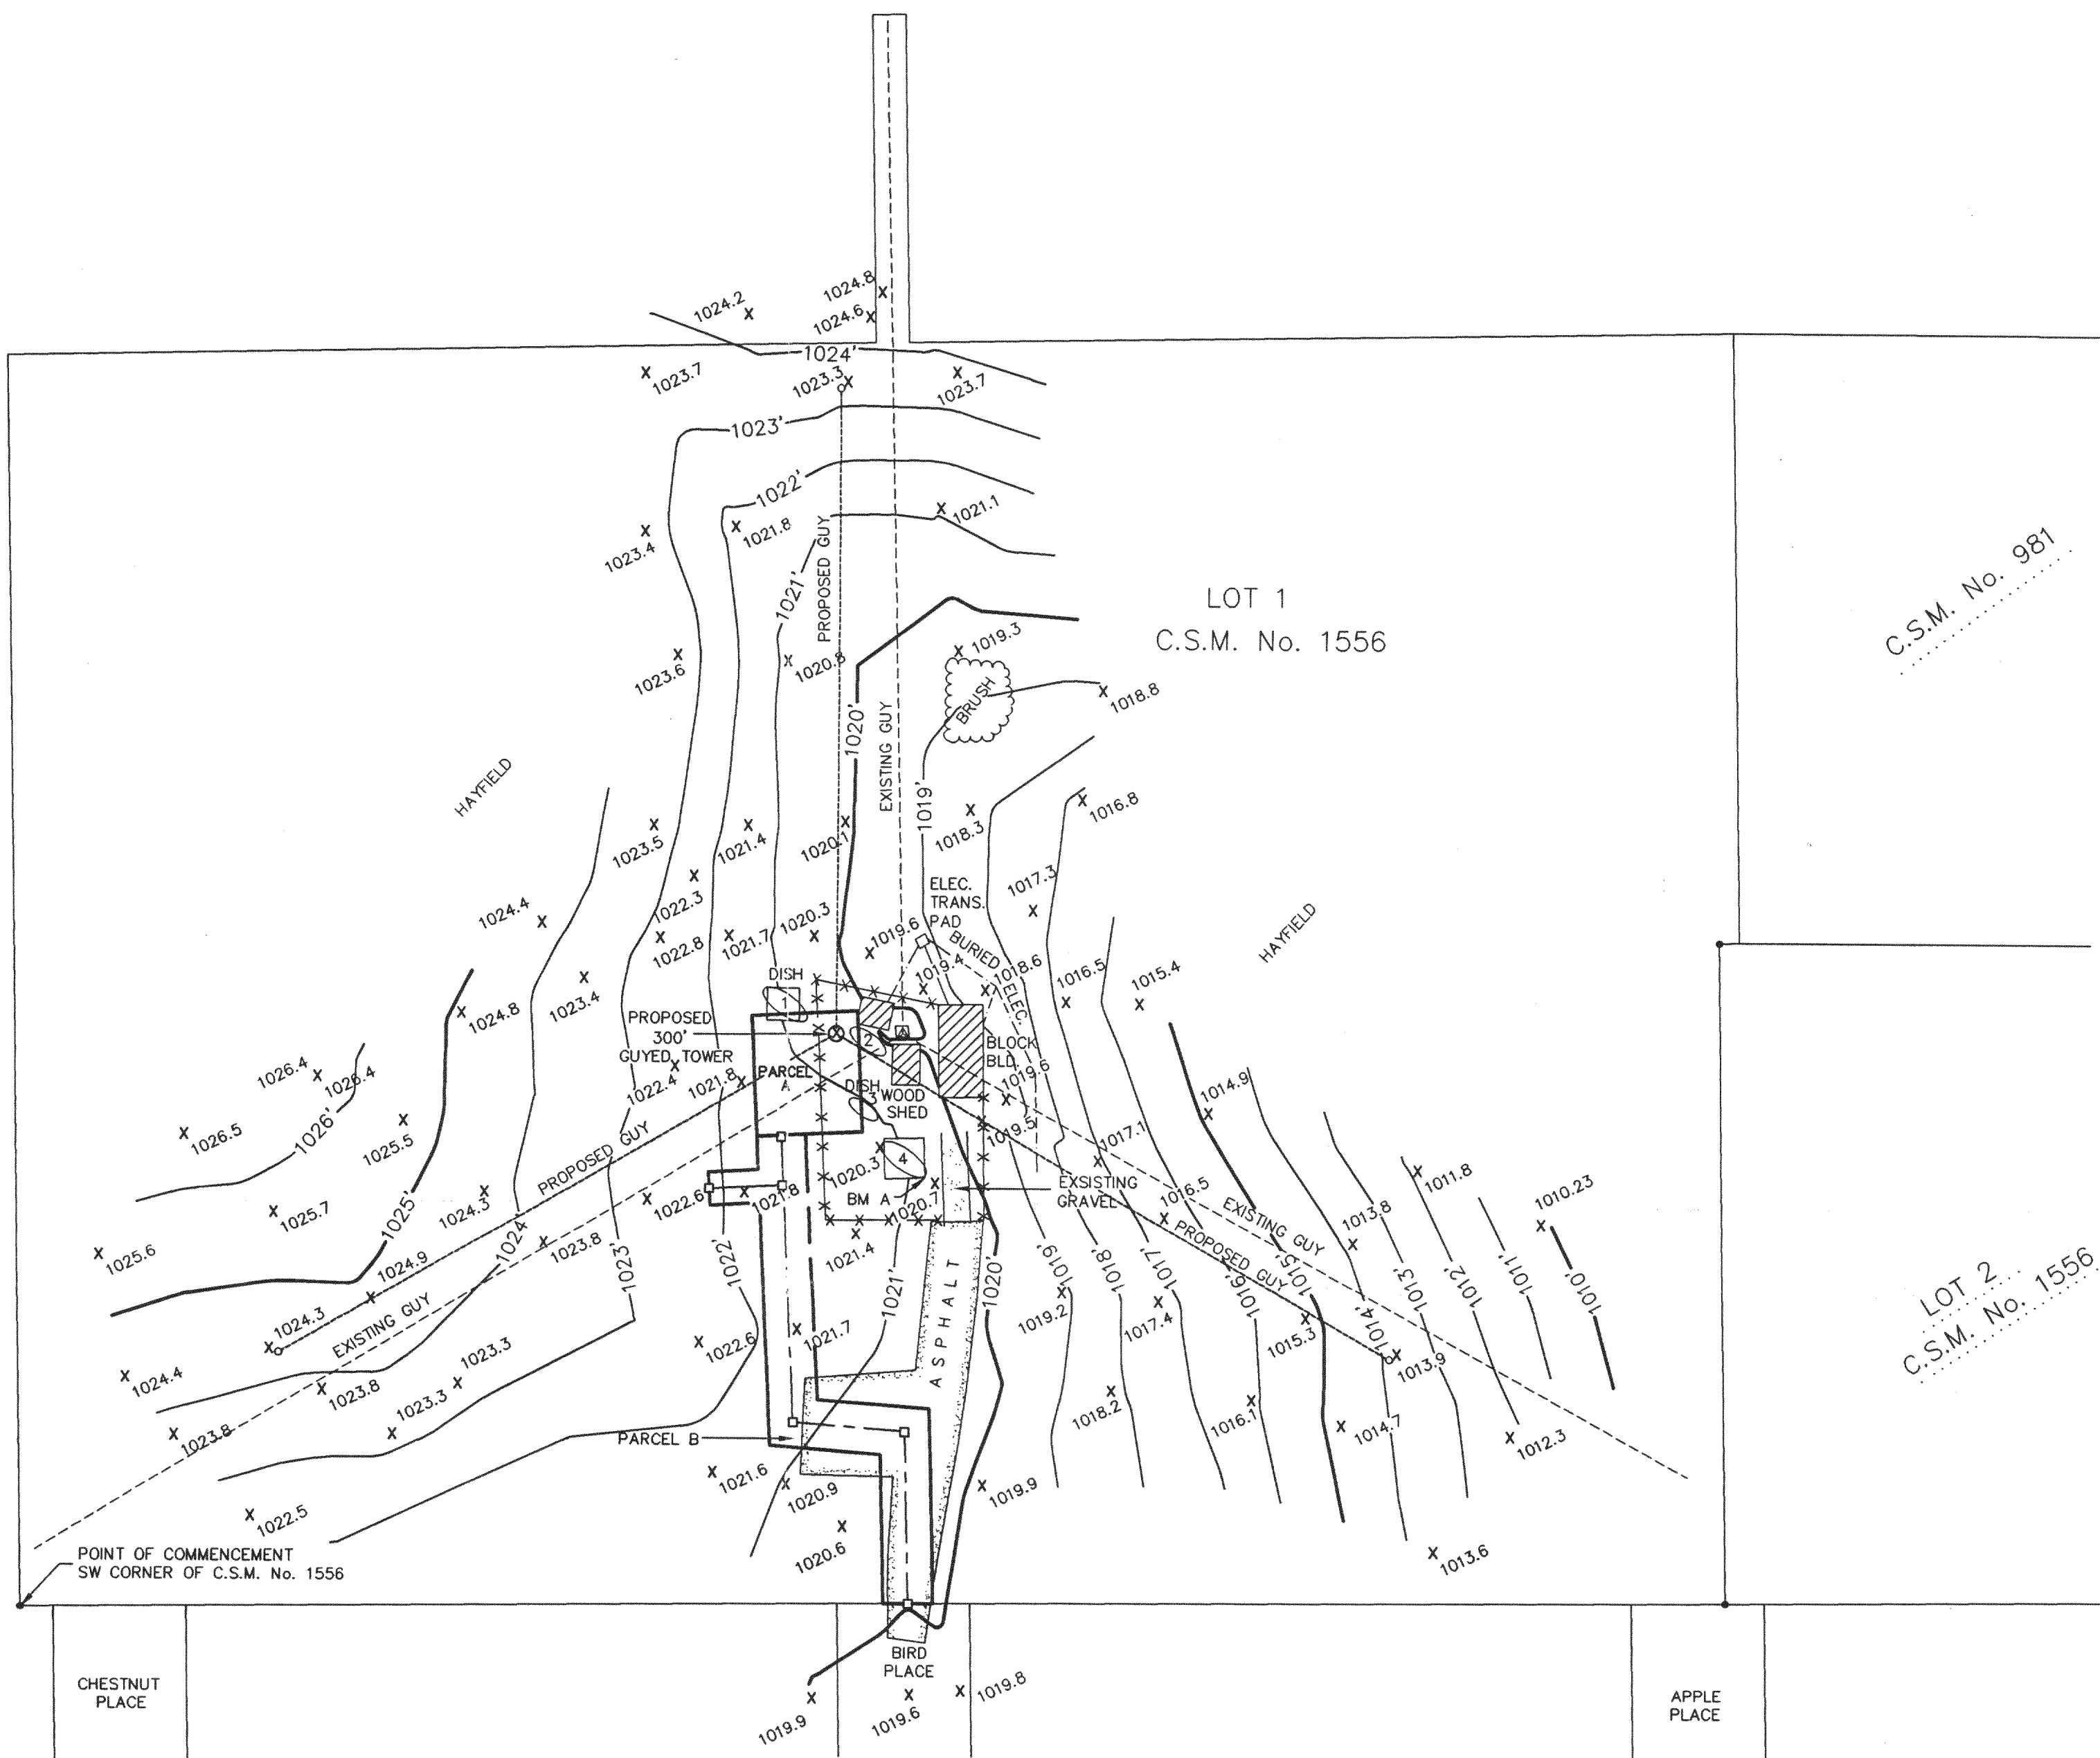 1024.8
1024.2
1024.6
1024'
1023.7
1023.3
1023.7
1023'
1022'
1021.1
1021.8
1023.4
PROPOSED GUY
1021'
LOT 1
C.S.M. No. 1556
C.S.M. No. 981
1019.3
1020.8
1023.6
1018.8
BRUSH
1020'
EXISTING GUY
HAYFIELD
1019'
1016.8
1018.3
1023.5
1021.4
1020.1
1017.3
ELEC.
TRANS.
PAD
1024.4
1022.3
1020.3
1022.8
1021.7
1019.6
BURIED ELEC.
HAYFIELD
1019.4
1018.6
1016.5
1015.4
DISH
1
1023.4
1024.8
PROPOSED
300'
GUYED TOWER
2
BLOCK
BLD.
1026.4
1026.4
1022.4
1021.8
PARCEL
A
DISH
3
WOOD
SHED
1019.6
1014.9
1026.5
1026'
1025.5
PROPOSED GUY
1019.5
1017.1
4
1020.3
BM A
1020.7
EXSISTING
GRAVEL
1011.8
1010.23
1025.7
1025'
1024.3
1022.6
1021.8
1016.5
EXISTING GUY
PROPOSED GUY
1013.8
1025.6
1024.9
1024'
1023.8
1023'
1022'
1021.4
1021'
ASPHALT
1020'
1019'
1018'
1017'
1016'
1015'
1014'
1013'
1012'
1011'
1010'
LOT 2
C.S.M. No. 1556
1024.3
EXISTING GUY
1022.6
1021.7
1019.2
1017.4
1015.3
1013.9
1024.4
1023.8
1023.3
1023.3
1023.8
1018.2
1016.1
1014.7
1012.3
PARCEL B
1021.6
1020.9
1019.9
1022.5
1020.6
1013.6
POINT OF COMMENCEMENT
SW CORNER OF C.S.M. No. 1556
CHESTNUT
PLACE
BIRD
PLACE
APPLE
PLACE
1019.9
1019.6
1019.8